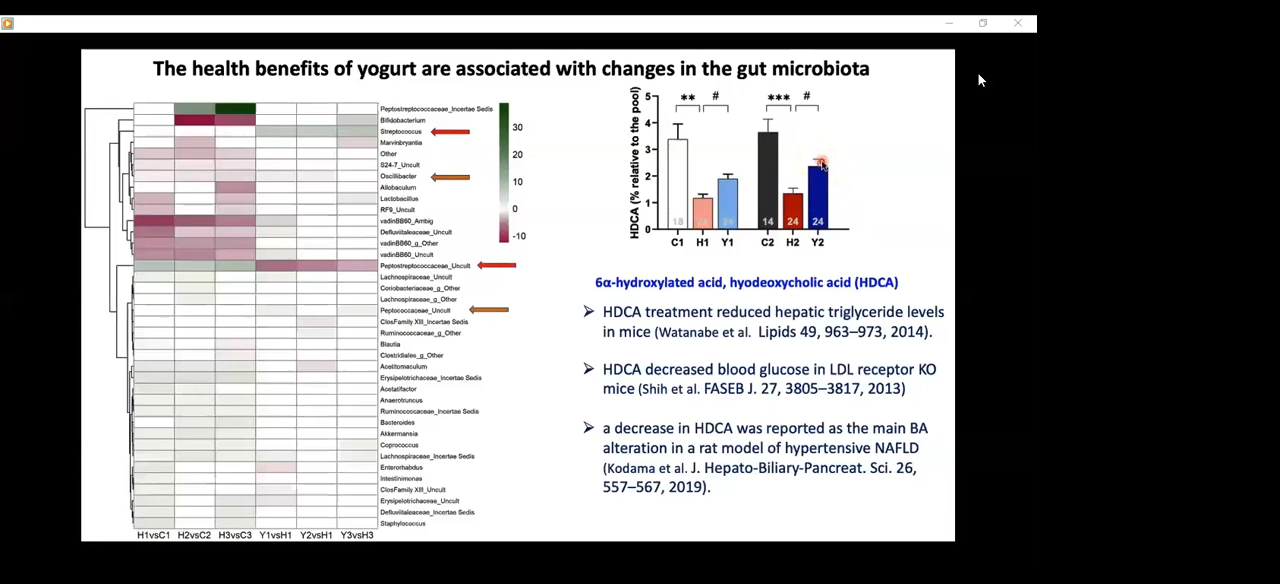 The health benefits of yogurt are associated with changes in the gut microbiota
Peptostreptococcaceae_Incertae Sedis
Bifidobacterium
Streptococcus
Marvinbryantia
Other
S24-7_Uncult
Oscillibacter
Allobaculum
Lactobacillus
RF9_Uncult
vadinBB60_Ambig
Defluviitaleaceae_Uncult
vadinBB60_g_Other
vadinBB60_Uncult
Peptostreptococcaceae_Uncult
Lachnospiraceae_Uncult
Coriobacteriaceae_g_Other
Lachnospiraceae_g_Other
Peptococcaceae_Uncult
ClosFamily XIII_Incertae Sedis
Ruminococcaceae_g_Other
Blautia
Clostridiales_g_Other
Acetitomaculum
Erysipelotrichaceae_Incertae Sedis
Acetatifactor
Anaerotruncus
Ruminococcaceae_Incertae Sedis
Bacteroides
Akkermansia
Coprococcus
Lachnospiraceae_Incertae Sedis
Enterorhabdus
Intestinimonas
ClosFamily XIII_Uncult
Erysipelotrichaceae_Uncult
Defluviitaleaceae_Incertae Sedis
Staphylococcus
H1vsC1 H2vsC2 H3vsC3 Y1vsH1 Y2vsH1 Y3vsH3
30
20
10
0
-10
HDCA (% relative to the pool)
5
4
3
2
1
0
** # *** #
18 14 24 24
C1 H1 Y1 C2 H2 Y2
6α-hydroxylated acid, hyodeoxycholic acid (HDCA)
HDCA treatment reduced hepatic triglyceride levels
in mice (Watanabe et al. Lipids 49, 963–973, 2014).
HDCA decreased blood glucose in LDL receptor KO
mice (Shih et al. FASEB J. 27, 3805–3817, 2013)
a decrease in HDCA was reported as the main BA
alteration in a rat model of hypertensive NAFLD
(Kodama et al. J. Hepato-Biliary-Pancreat. Sci. 26,
557–567, 2019).